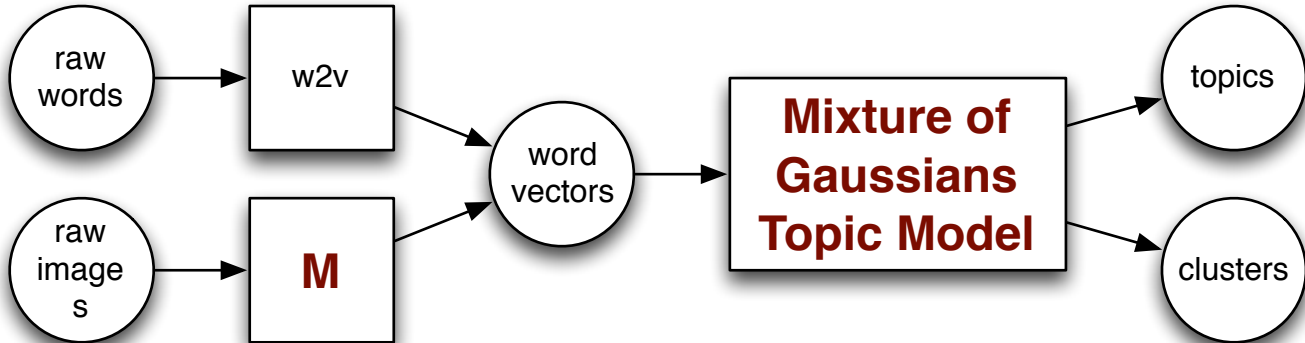 raw
words
w2v
raw
image
s
M
word
vectors
Mixture of
Gaussians
Topic Model
topics
clusters